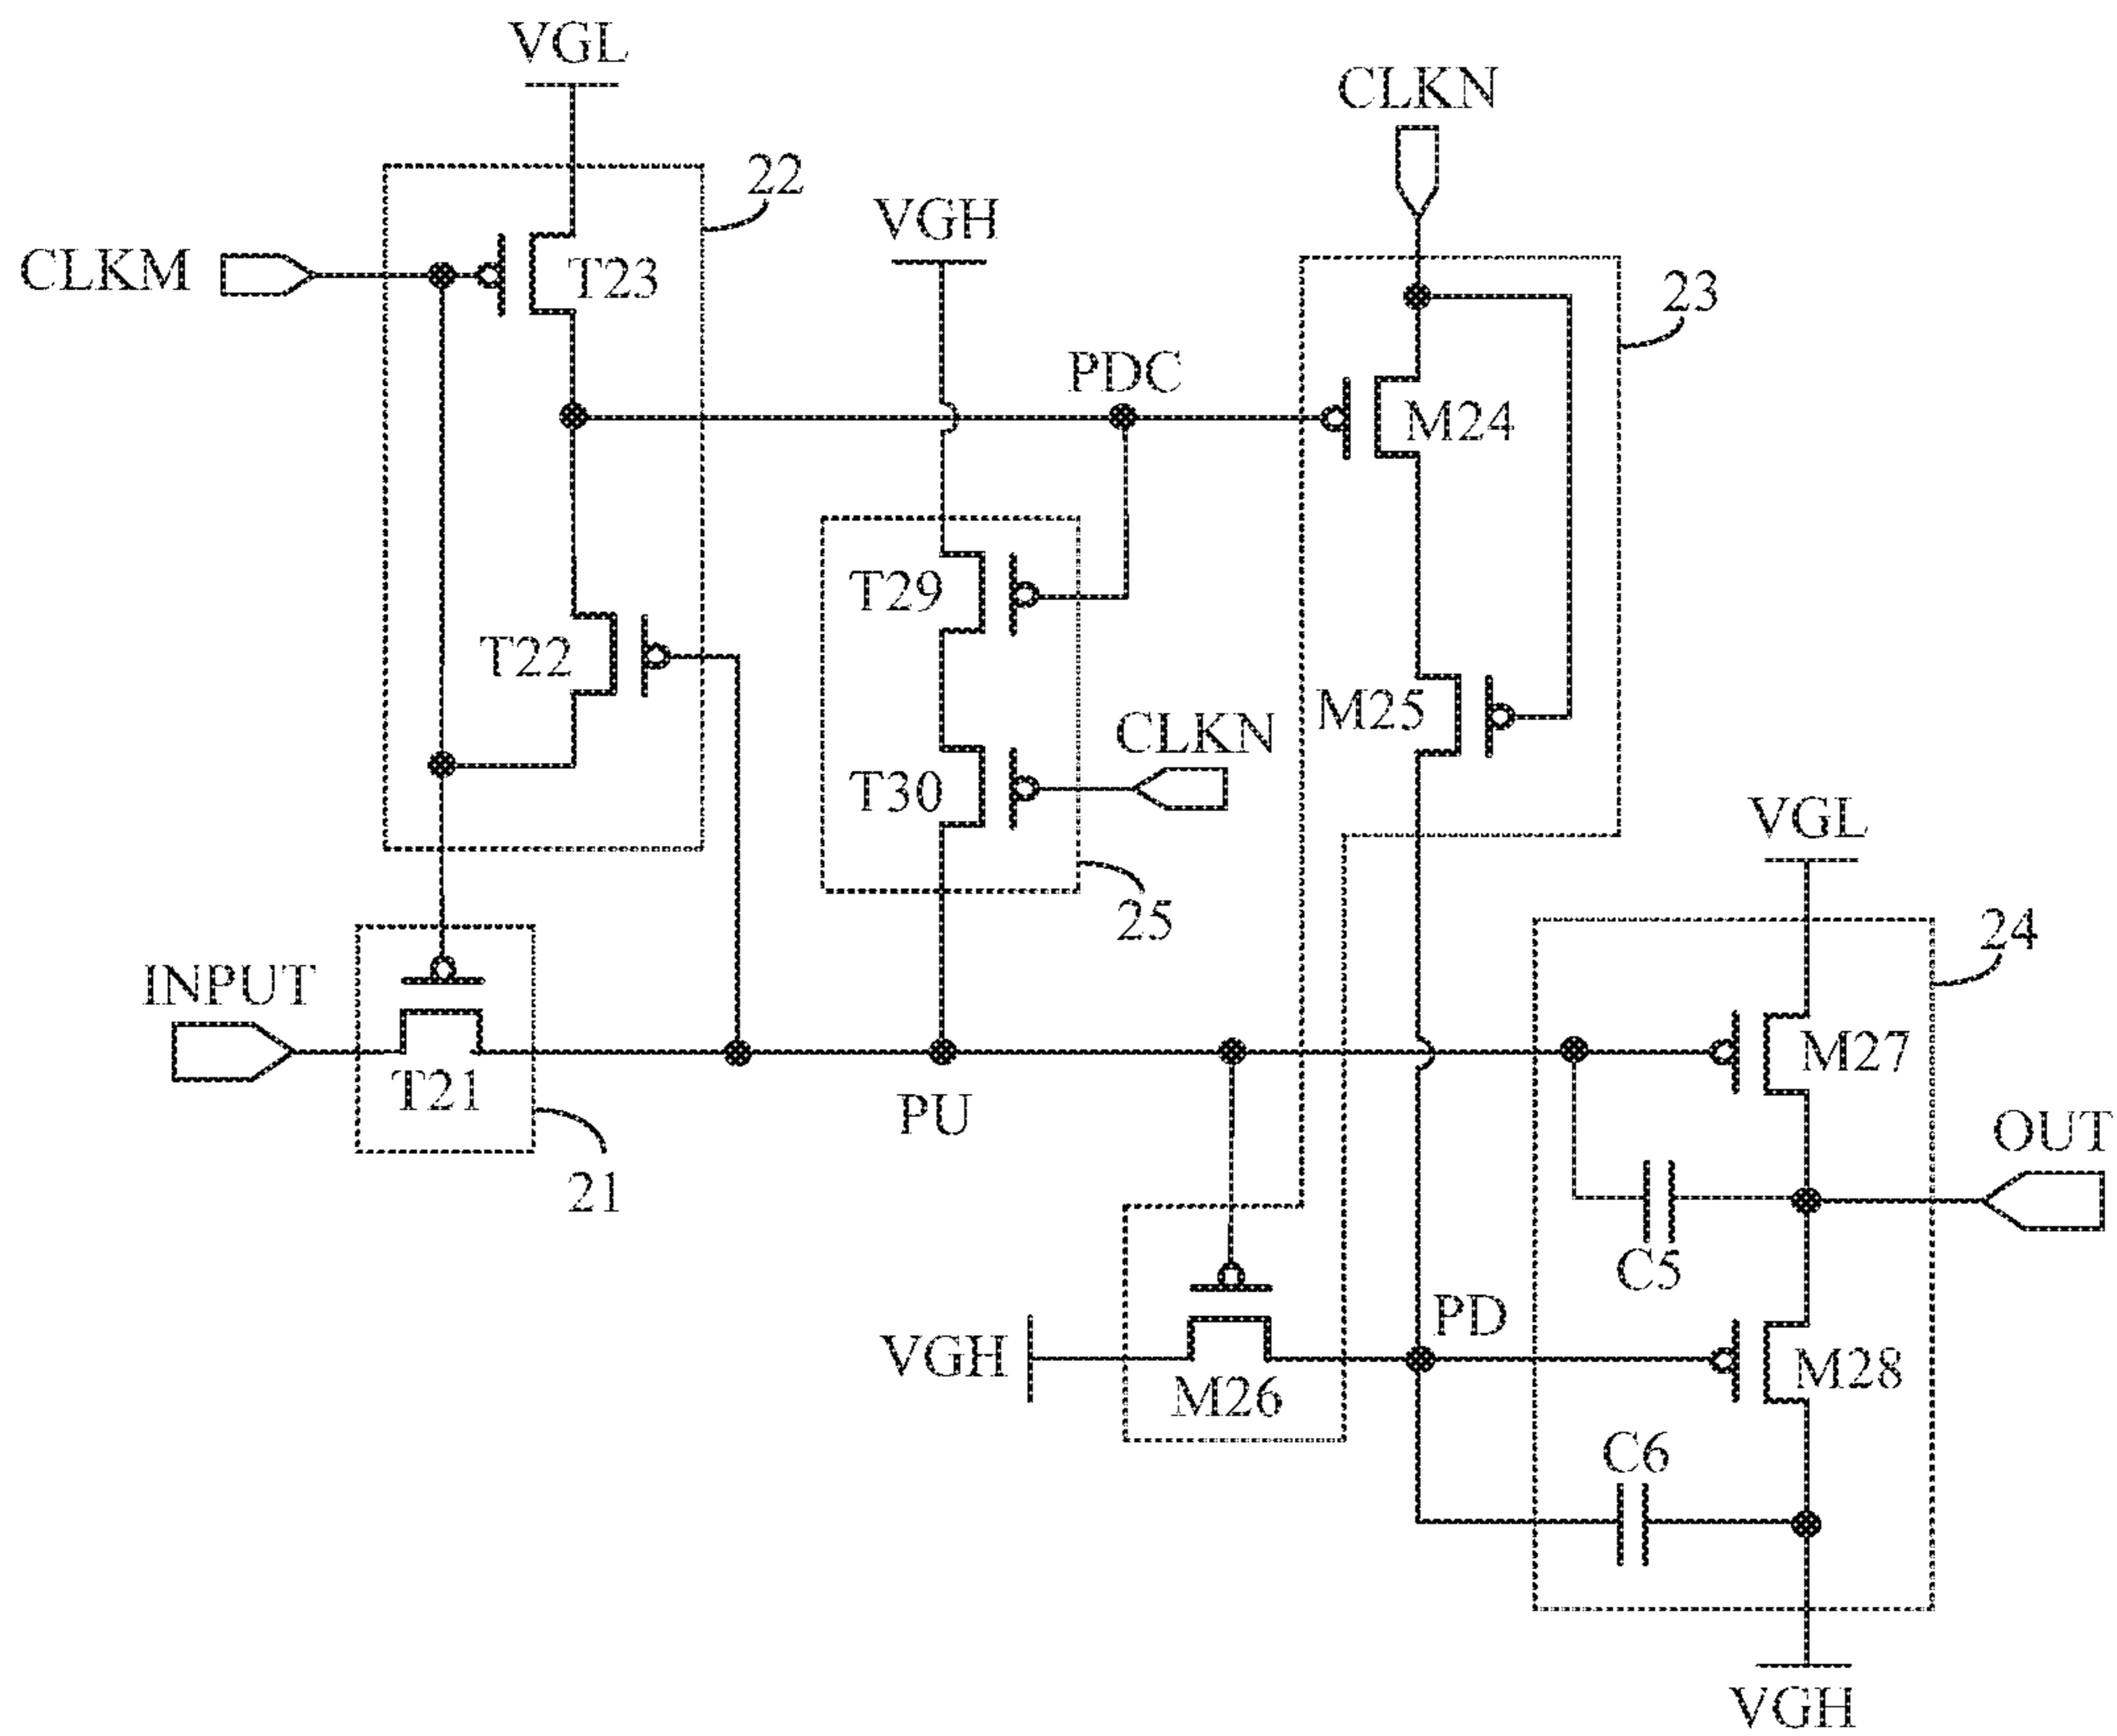 VGL
CLKN
22
VGH
CLKM
T23
23
PDC
M24
T29
T22
M25
CLKN
T30
VGL
25
24
INPUT
M27
T21
PU
OUT
21
C5
PD
VGH
M28
M26
C6
VGH